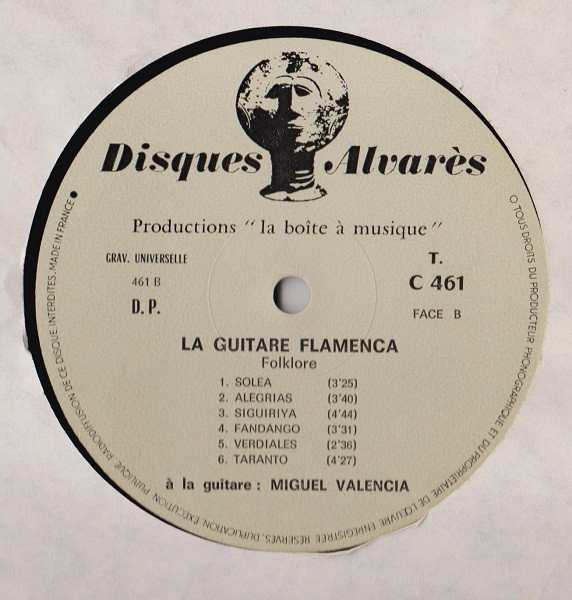 Disques Alvarès
Productions "la boîte à musique"
GRAV. UNIVERSELLE
461 B
D.P.
T.
C 461
FACE B
LA GUITARE FLAMENCA
Folklore
1. SOLEA (3'25)
2. ALEGRIAS (3'40)
3. SIGUIRIYA (4'44)
4. FANDANGO (3'31)
5. VERDIALES (2'36)
6. TARANTO (4'27)
à la guitare : MIGUEL VALENCIA
O TOUS DROITS DU PRODUCTEUR PHONOGRAPHIQUE ET DU PROPRIETAIRE DE L'ŒUVRE ENREGISTREE RESERVES. DUPLICATION EXECUTION PUBLIQUE RADIODIFFUSION DE CE DISQUE INTERDITES. MADE IN FRANCE •